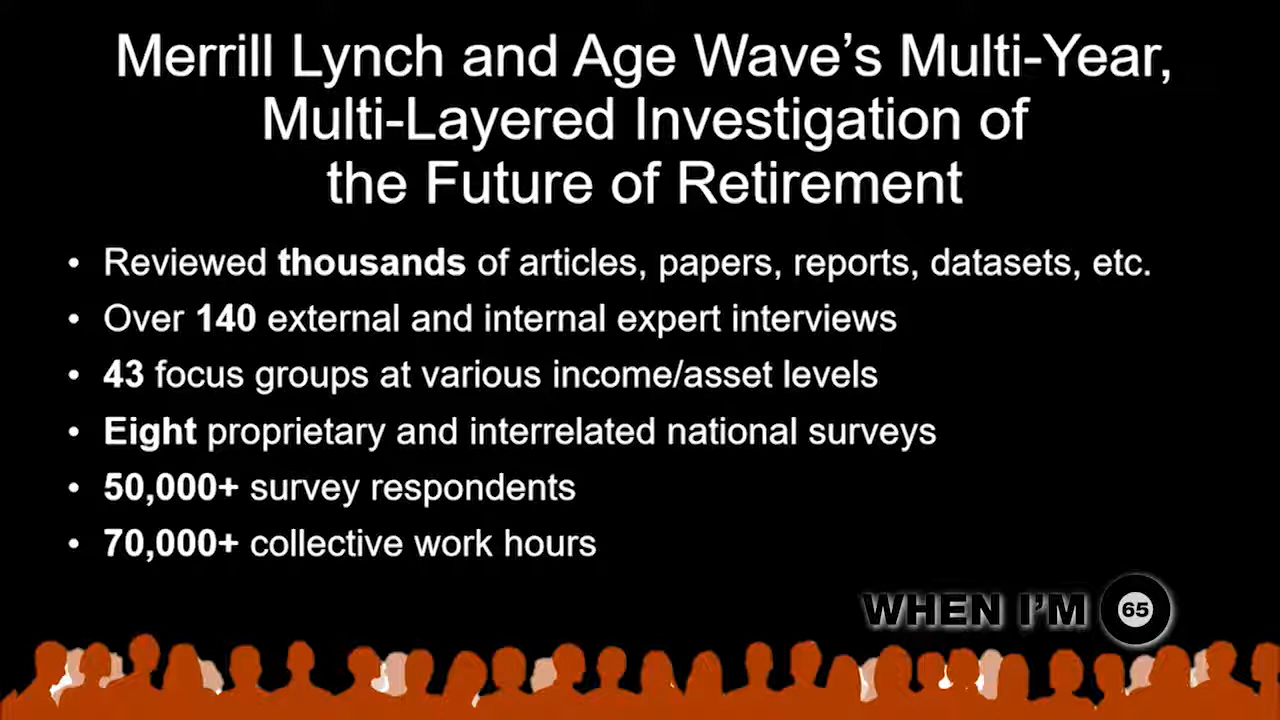 Merrill Lynch and Age Wave’s Multi-Year,
Multi-Layered Investigation of
the Future of Retirement
• Reviewed thousands of articles, papers, reports, datasets, etc.
• Over 140 external and internal expert interviews
• 43 focus groups at various income/asset levels
• Eight proprietary and interrelated national surveys
• 50,000+ survey respondents
• 70,000+ collective work hours
WHEN I’M 65